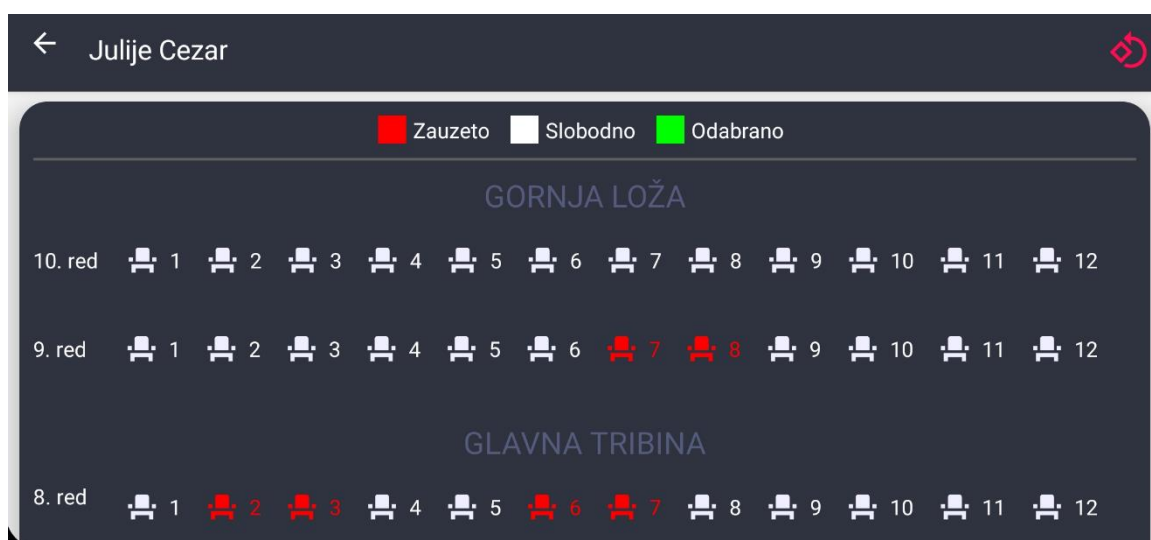 Julije Cezar
Zauzeto Slobodno Odabrano
GORNJA LOŽA
10. red 1 2 3 4 5 6 7 8 9 10 11 12
9. red 1 2 3 4 5 6 7 8 9 10 11 12
GLAVNA TRIBINA
8. red 1 2 3 4 5 6 7 8 9 10 11 12